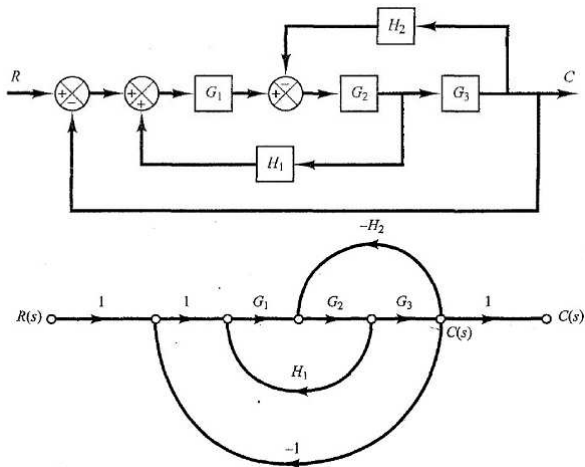 H₂
R + − + + G₁ + − G₂ G₃ C
H₁
–H₂
R(s) 1 1 G₁ G₂ G₃ 1 C(s)
C(s)
H₁
–1